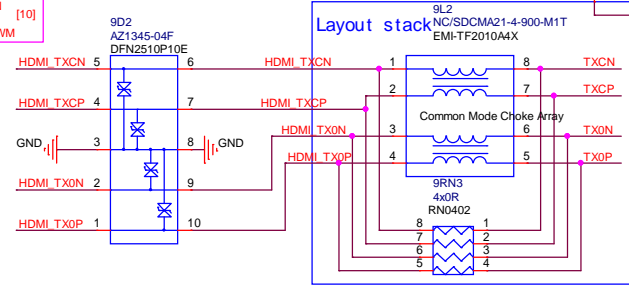 [10]
WM
9D2
AZ1345-04F
DFN2510P10E
Layout stack
9L2
NC/SDCMA21-4-900-M1T
EMI-TF2010A4X
HDMI_TXCN 5 6 HDMI_TXCN 1 8 TXCN
HDMI_TXCP 4 7 HDMI_TXCP 2 7 TXCP
Common Mode Choke Array
GND 3 8 GND HDMI_TX0N 3 6 TX0N
HDMI_TX0N 2 9 HDMI_TX0P 4 5 TX0P
9RN3
4x0R
RN0402
HDMI_TX0P 1 10 8 1
7 2
6 3
5 4